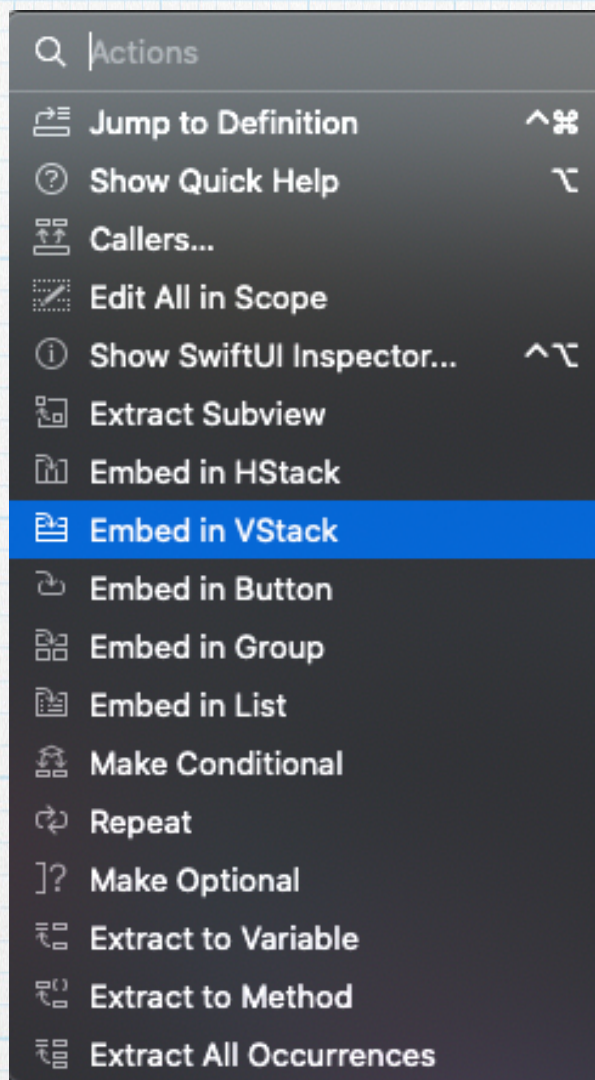 Actions
Jump to Definition ^⌘
Show Quick Help ⌥
Callers...
Edit All in Scope
Show SwiftUI Inspector... ^⌥
Extract Subview
Embed in HStack
Embed in VStack
Embed in Button
Embed in Group
Embed in List
Make Conditional
Repeat
]? Make Optional
Extract to Variable
Extract to Method
Extract All Occurrences